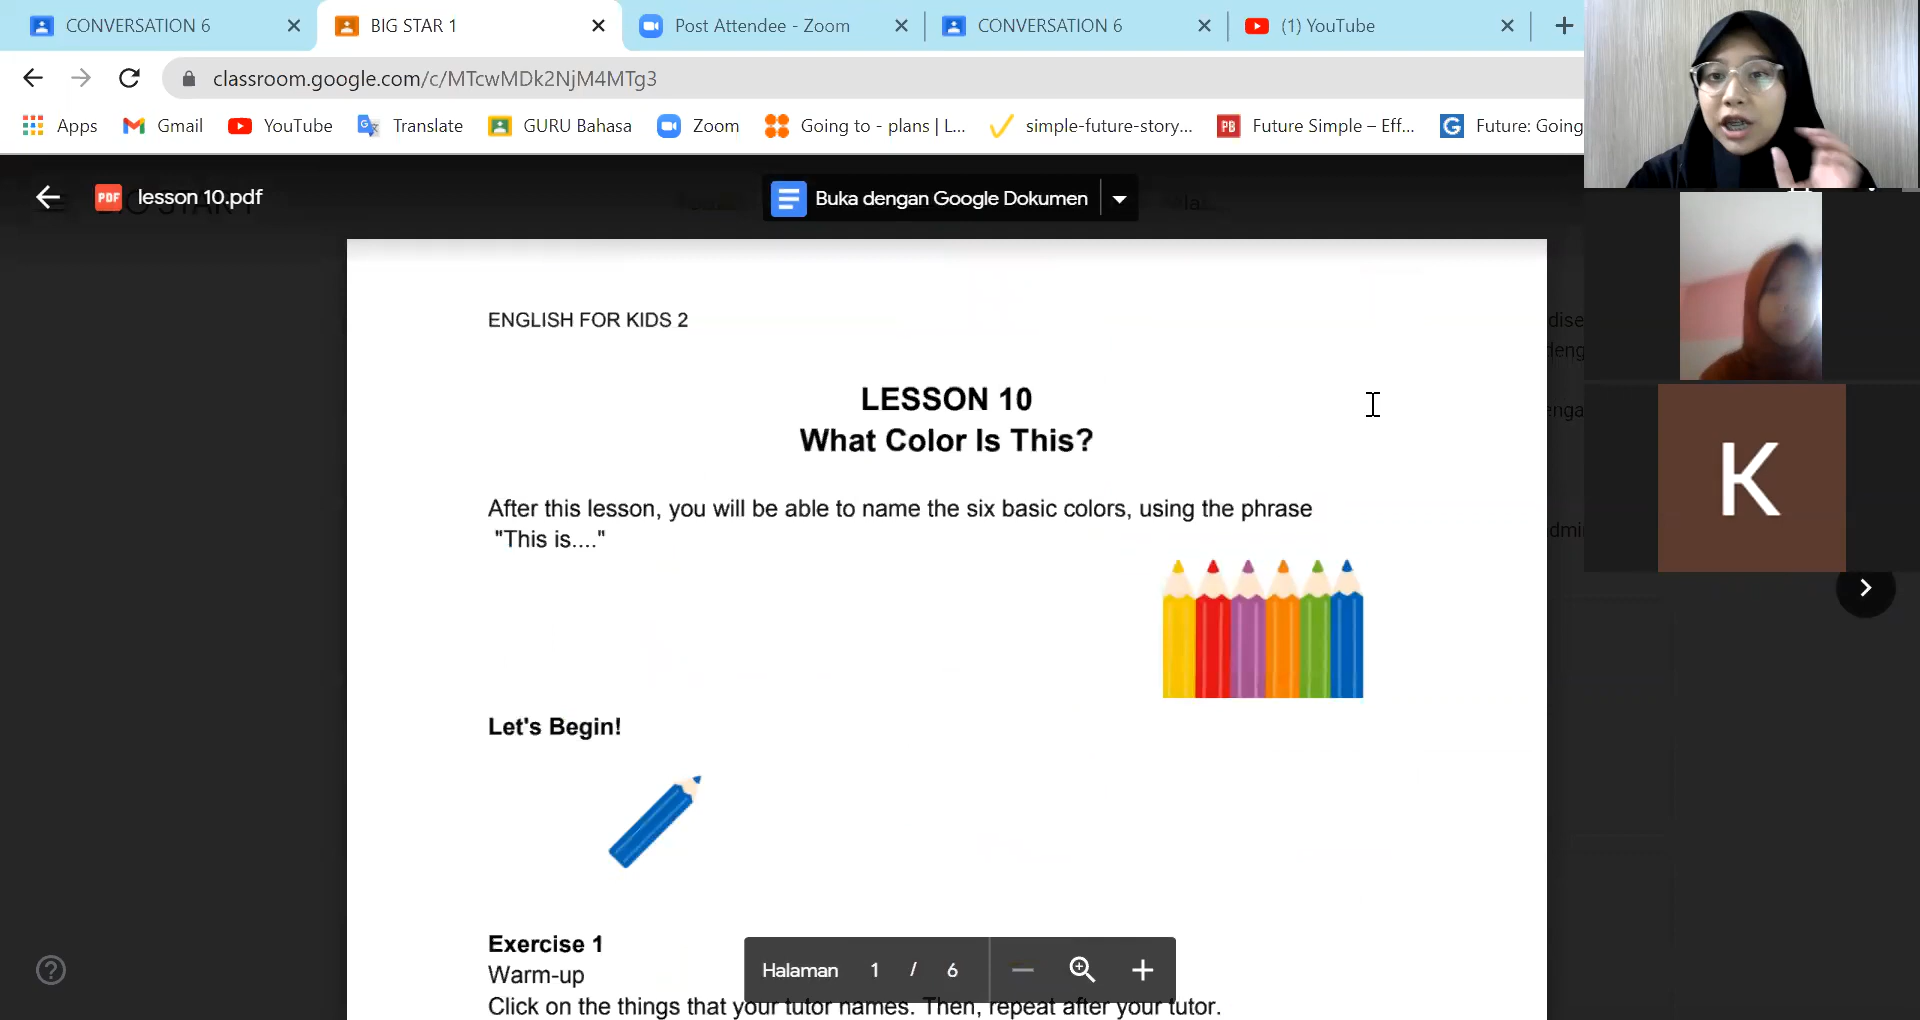 CONVERSATION 6
BIG STAR 1
Post Attendee - Zoom
CONVERSATION 6
(1) YouTube
classroom.google.com/c/MTcwMDk2NjM4MTg3
Apps
Gmail
YouTube
Translate
GURU Bahasa
Zoom
Going to - plans | L...
simple-future-story...
PB
Future Simple – Eff...
G
Future: Going
PDF
lesson 10.pdf
Buka dengan Google Dokumen
ENGLISH FOR KIDS 2
LESSON 10
What Color Is This?
After this lesson, you will be able to name the six basic colors, using the phrase
"This is...."
K
Let's Begin!
Exercise 1
Warm-up
Click on the things that your tutor names. Then, repeat after your tutor.
Halaman 1 / 6